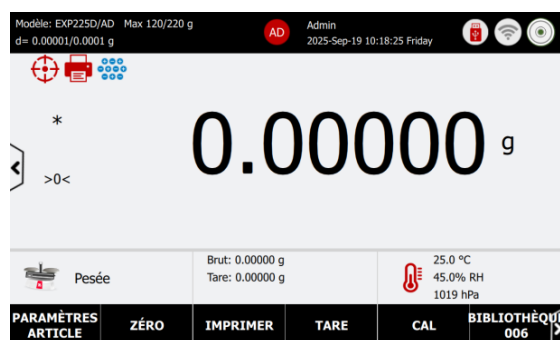 Modèle: EXP225D/AD Max 120/220 g
d= 0.00001/0.0001 g
AD
Admin
2025-Sep-19 10:18:25 Friday
*
0.00000 g
>0<
Pesée
Brut: 0.00000 g
Tare: 0.00000 g
25.0 ºC
45.0% RH
1019 hPa
PARAMÈTRES ARTICLE
ZÉRO
IMPRIMER
TARE
CAL
BIBLIOTHÈQU
006